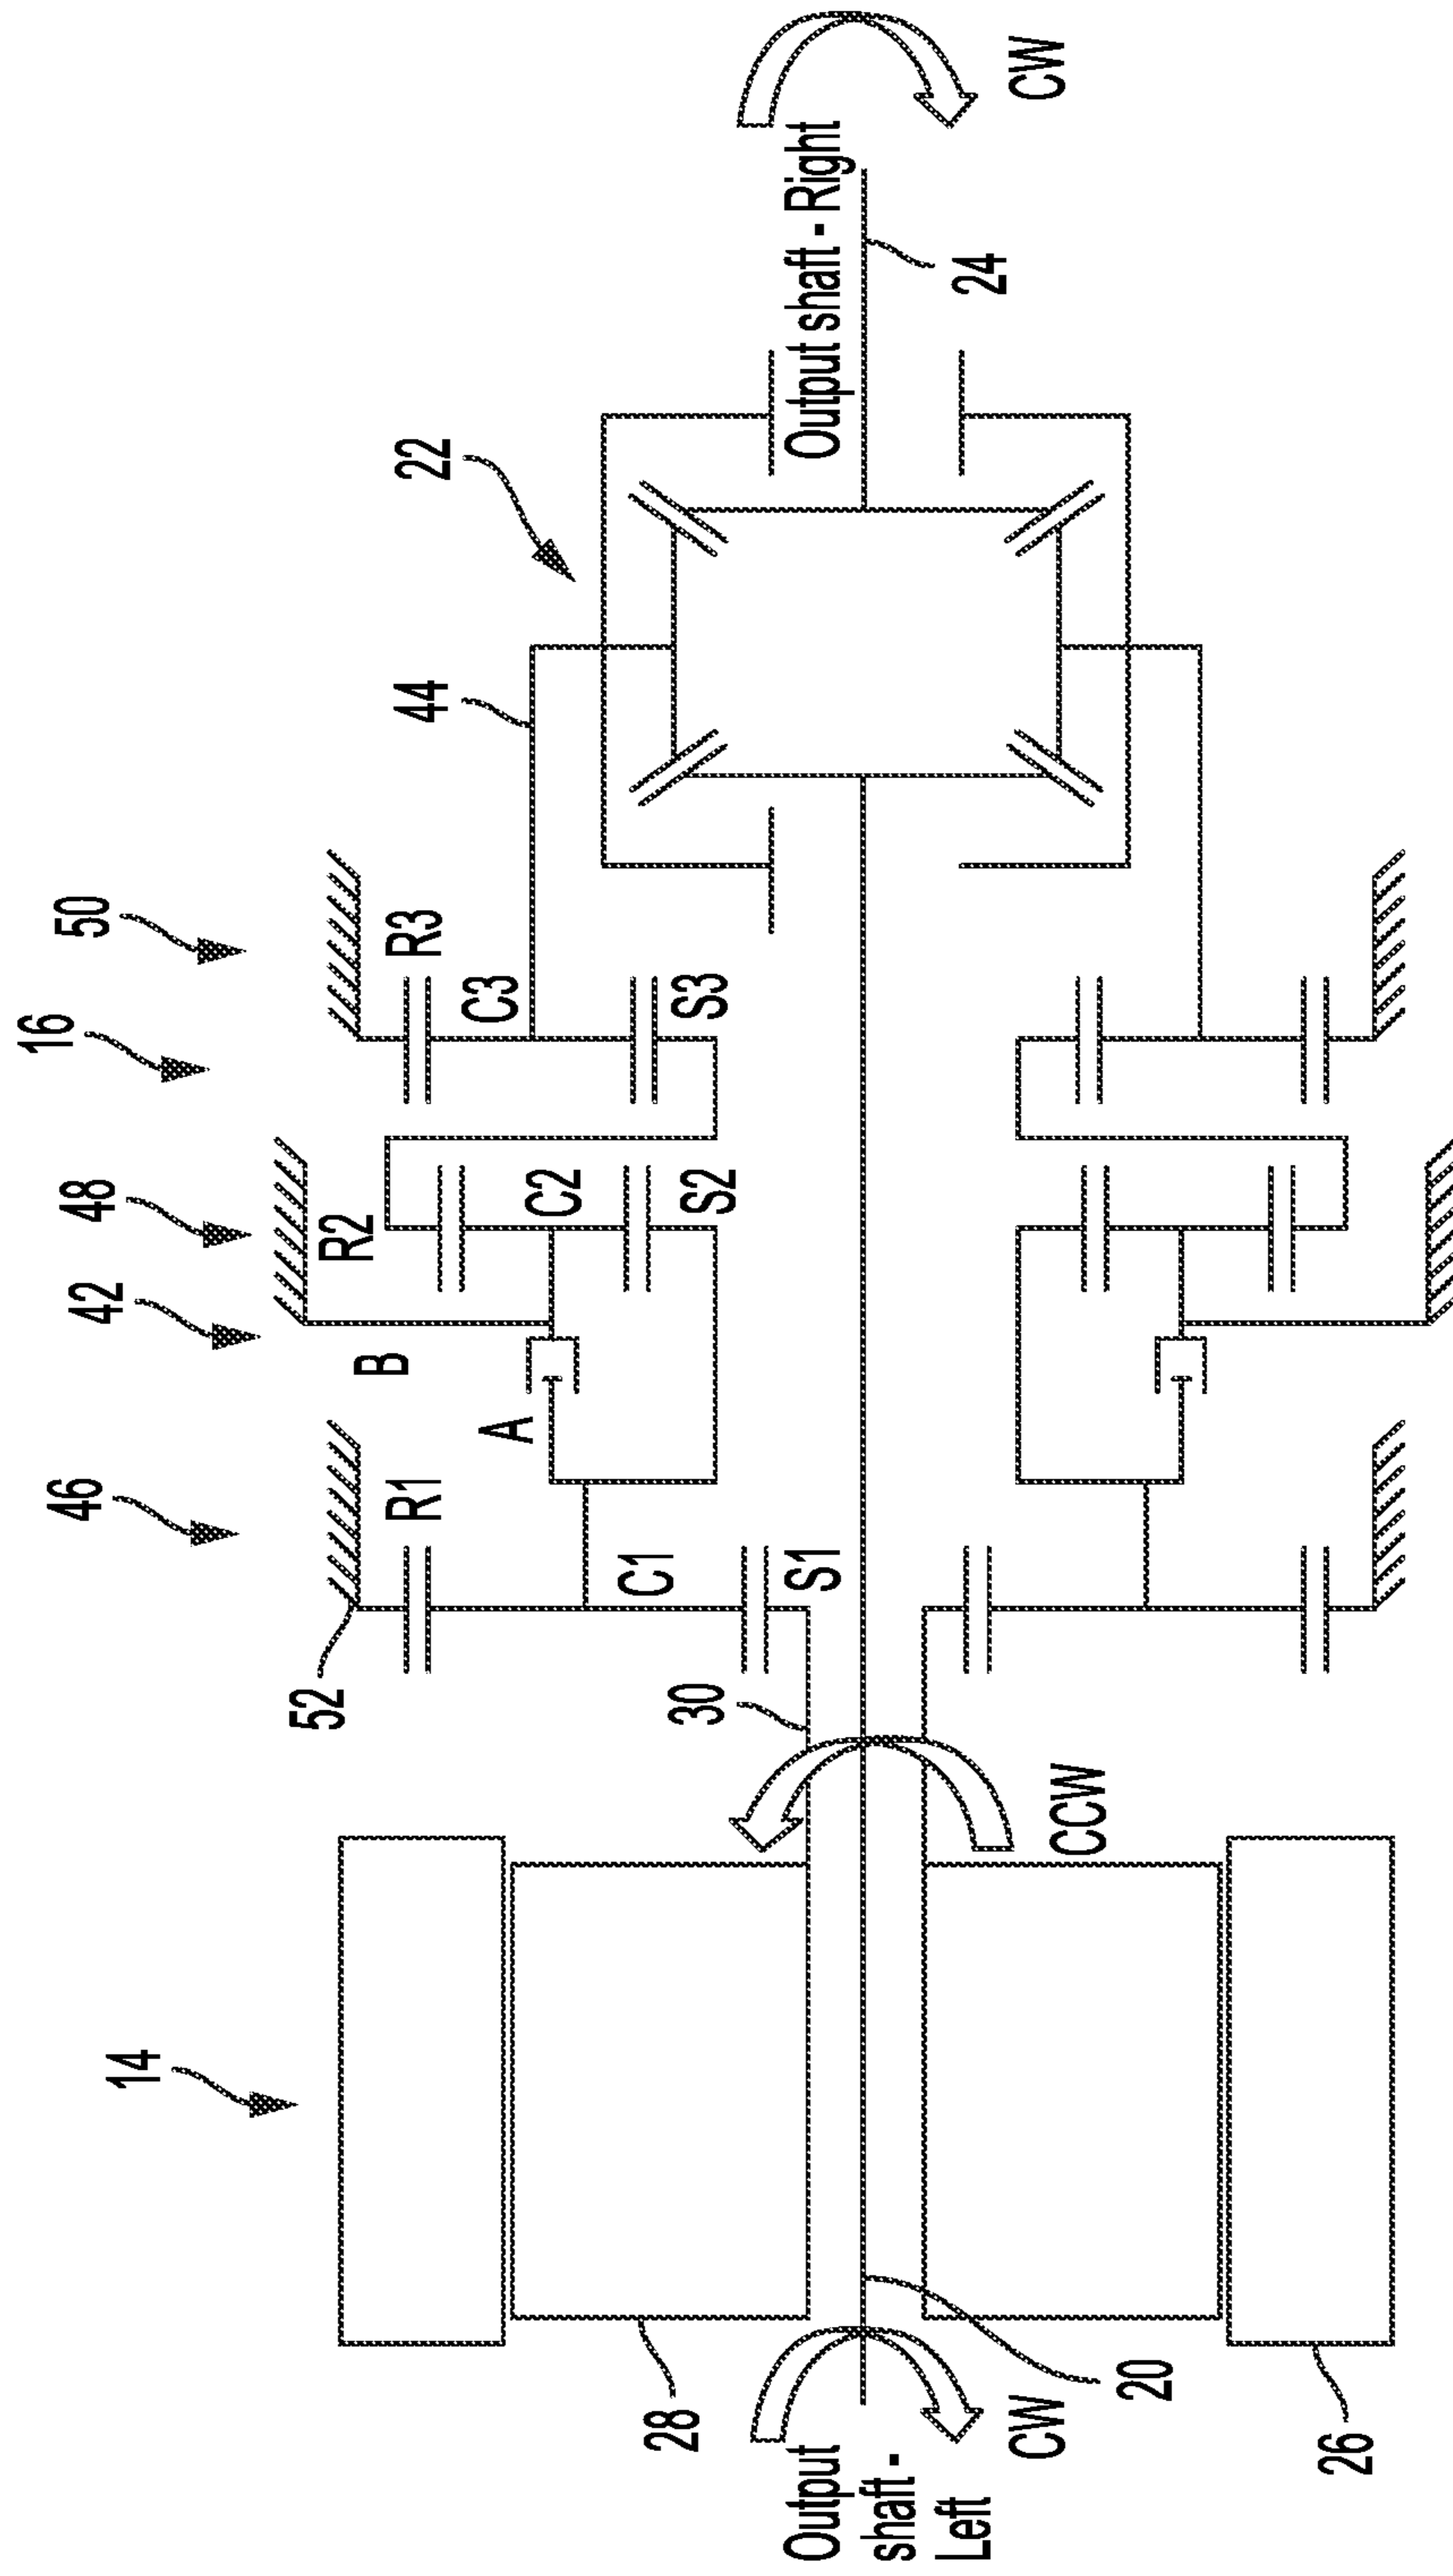 14
46
42
48
16
50
44
22
52
R1
B
A
R2
C2
S2
R3
C3
S3
C1
S1
30
28
Output
shaft -
Left
CW
20
26
CCW
Output shaft - Right
24
CW